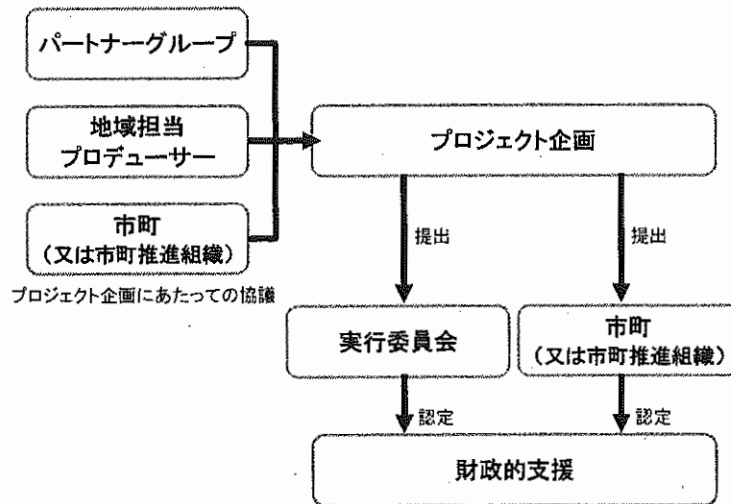 パートナーグループ
地域担当
プロデューサー
市町
(又は市町推進組織)
プロジェクト企画にあたっての協議
プロジェクト企画
提出
提出
実行委員会
市町
(又は市町推進組織)
認定
認定
財政的支援